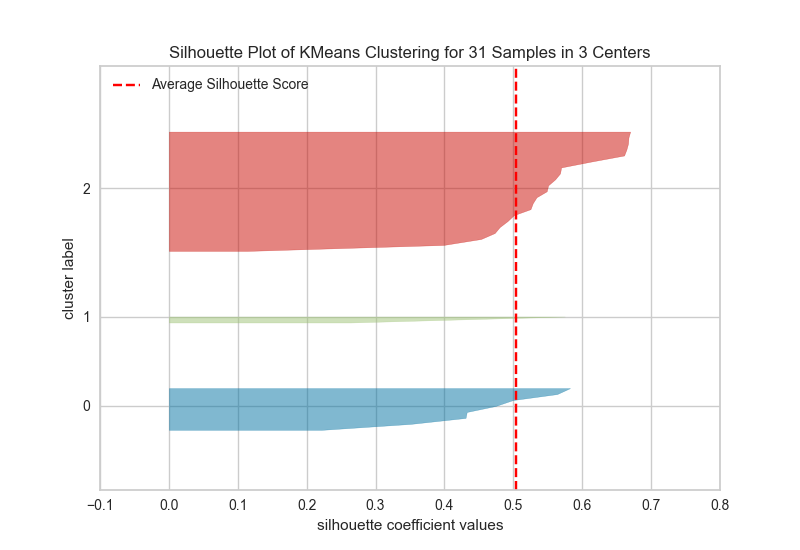 Silhouette Plot of KMeans Clustering for 31 Samples in 3 Centers
Average Silhouette Score
cluster label
2
1
0
−0.1 0.0 0.1 0.2 0.3 0.4 0.5 0.6 0.7 0.8
silhouette coefficient values